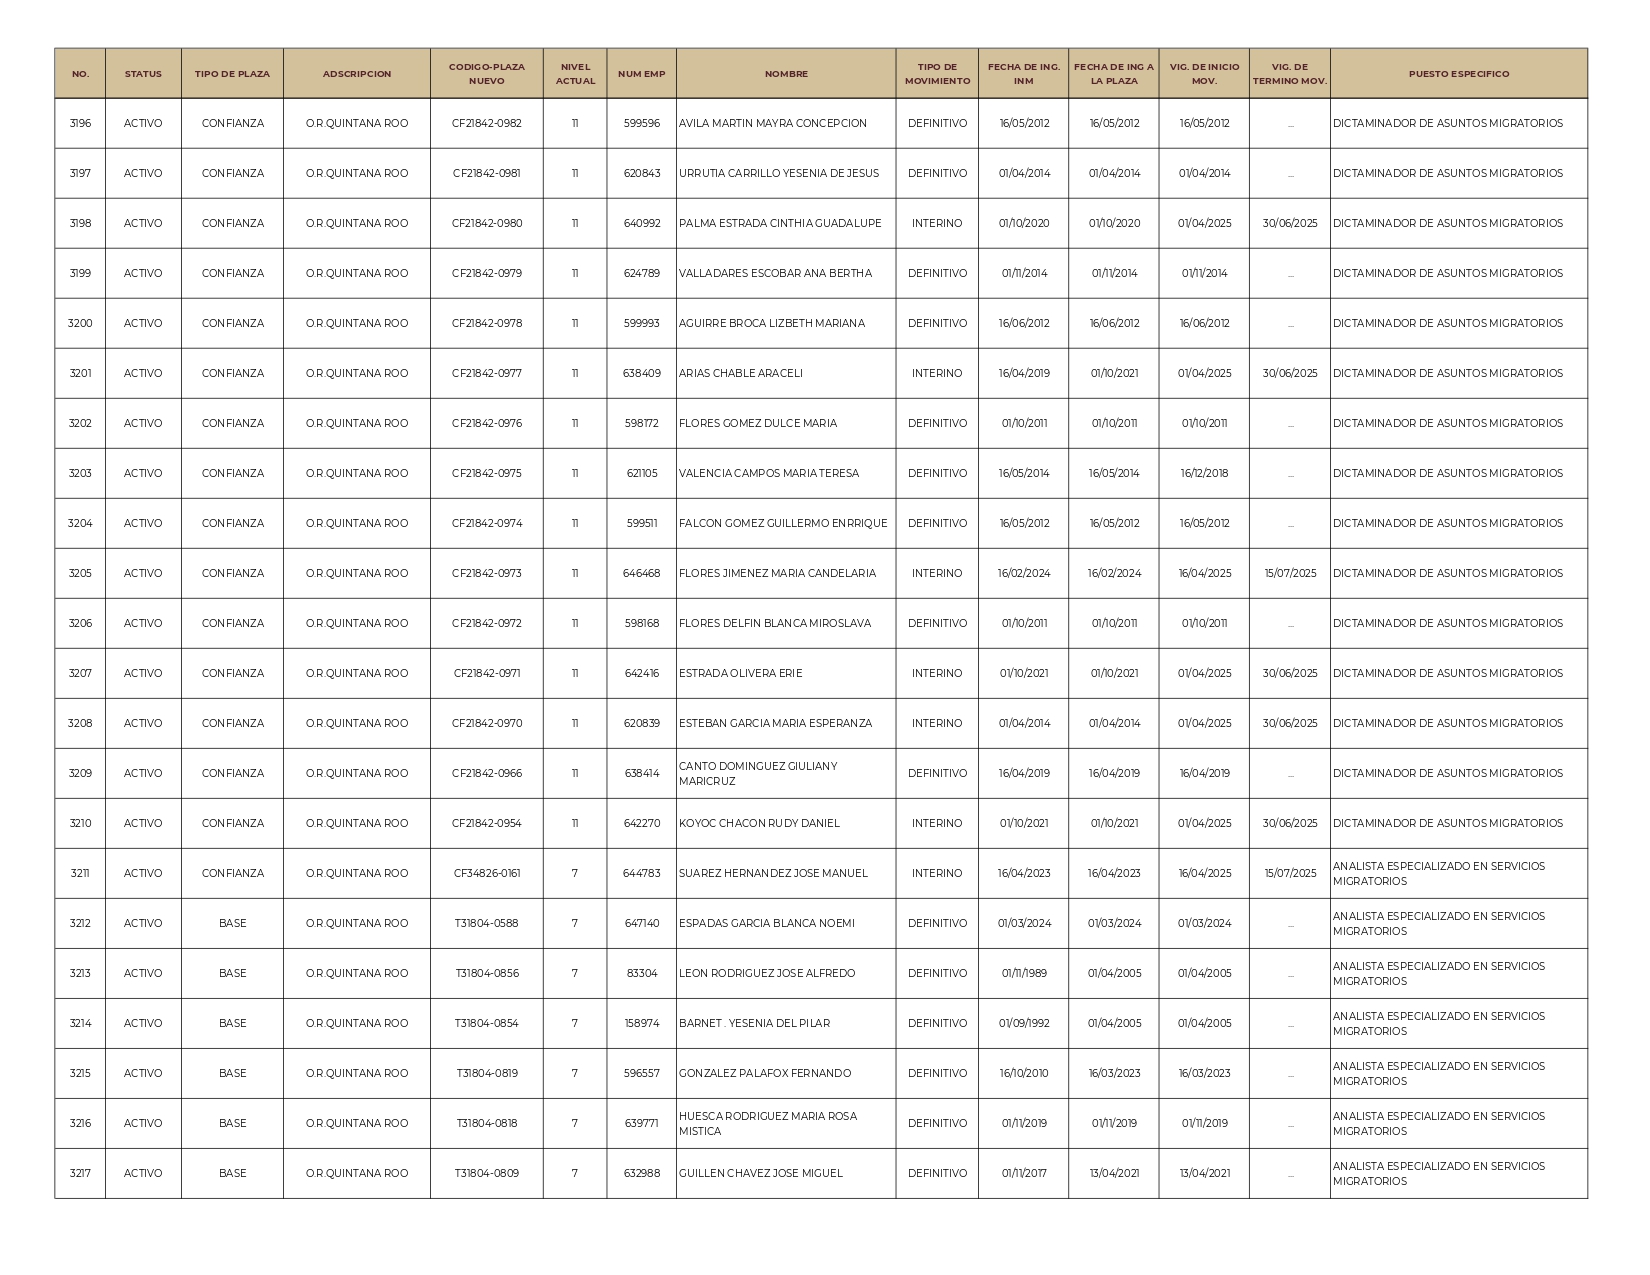 NO. STATUS TIPO DE PLAZA ADSCRIPCION CODIGO-PLAZA NUEVO NIVEL ACTUAL NUM EMP NOMBRE TIPO DE MOVIMIENTO FECHA DE ING. INM FECHA DE ING A LA PLAZA VIG. DE INICIO MOV. VIG. DE TERMINO MOV. PUESTO ESPECIFICO
3196 ACTIVO CONFIANZA O.R.QUINTANA ROO CF21842-0982 11 599596 AVILA MARTIN MAYRA CONCEPCION DEFINITIVO 16/05/2012 16/05/2012 16/05/2012 ... DICTAMINADOR DE ASUNTOS MIGRATORIOS
3197 ACTIVO CONFIANZA O.R.QUINTANA ROO CF21842-0981 11 620843 URRUTIA CARRILLO YESENIA DE JESUS DEFINITIVO 01/04/2014 01/04/2014 01/04/2014 ... DICTAMINADOR DE ASUNTOS MIGRATORIOS
3198 ACTIVO CONFIANZA O.R.QUINTANA ROO CF21842-0980 11 640992 PALMA ESTRADA CINTHIA GUADALUPE INTERINO 01/10/2020 01/10/2020 01/04/2025 30/06/2025 DICTAMINADOR DE ASUNTOS MIGRATORIOS
3199 ACTIVO CONFIANZA O.R.QUINTANA ROO CF21842-0979 11 624789 VALLADARES ESCOBAR ANA BERTHA DEFINITIVO 01/11/2014 01/11/2014 01/11/2014 ... DICTAMINADOR DE ASUNTOS MIGRATORIOS
3200 ACTIVO CONFIANZA O.R.QUINTANA ROO CF21842-0978 11 599993 AGUIRRE BROCA LIZBETH MARIANA DEFINITIVO 16/06/2012 16/06/2012 16/06/2012 ... DICTAMINADOR DE ASUNTOS MIGRATORIOS
3201 ACTIVO CONFIANZA O.R.QUINTANA ROO CF21842-0977 11 638409 ARIAS CHABLE ARACELI INTERINO 16/04/2019 01/10/2021 01/04/2025 30/06/2025 DICTAMINADOR DE ASUNTOS MIGRATORIOS
3202 ACTIVO CONFIANZA O.R.QUINTANA ROO CF21842-0976 11 598172 FLORES GOMEZ DULCE MARIA DEFINITIVO 01/10/2011 01/10/2011 01/10/2011 ... DICTAMINADOR DE ASUNTOS MIGRATORIOS
3203 ACTIVO CONFIANZA O.R.QUINTANA ROO CF21842-0975 11 621105 VALENCIA CAMPOS MARIA TERESA DEFINITIVO 16/05/2014 16/05/2014 16/12/2018 ... DICTAMINADOR DE ASUNTOS MIGRATORIOS
3204 ACTIVO CONFIANZA O.R.QUINTANA ROO CF21842-0974 11 599511 FALCON GOMEZ GUILLERMO ENRRIQUE DEFINITIVO 16/05/2012 16/05/2012 16/05/2012 ... DICTAMINADOR DE ASUNTOS MIGRATORIOS
3205 ACTIVO CONFIANZA O.R.QUINTANA ROO CF21842-0973 11 646468 FLORES JIMENEZ MARIA CANDELARIA INTERINO 16/02/2024 16/02/2024 16/04/2025 15/07/2025 DICTAMINADOR DE ASUNTOS MIGRATORIOS
3206 ACTIVO CONFIANZA O.R.QUINTANA ROO CF21842-0972 11 598168 FLORES DELFIN BLANCA MIROSLAVA DEFINITIVO 01/10/2011 01/10/2011 01/10/2011 ... DICTAMINADOR DE ASUNTOS MIGRATORIOS
3207 ACTIVO CONFIANZA O.R.QUINTANA ROO CF21842-0971 11 642416 ESTRADA OLIVERA ERIE INTERINO 01/10/2021 01/10/2021 01/04/2025 30/06/2025 DICTAMINADOR DE ASUNTOS MIGRATORIOS
3208 ACTIVO CONFIANZA O.R.QUINTANA ROO CF21842-0970 11 620839 ESTEBAN GARCIA MARIA ESPERANZA INTERINO 01/04/2014 01/04/2014 01/04/2025 30/06/2025 DICTAMINADOR DE ASUNTOS MIGRATORIOS
3209 ACTIVO CONFIANZA O.R.QUINTANA ROO CF21842-0966 11 638414 CANTO DOMINGUEZ GIULIANY MARICRUZ DEFINITIVO 16/04/2019 16/04/2019 16/04/2019 ... DICTAMINADOR DE ASUNTOS MIGRATORIOS
3210 ACTIVO CONFIANZA O.R.QUINTANA ROO CF21842-0954 11 642270 KOYOC CHACON RUDY DANIEL INTERINO 01/10/2021 01/10/2021 01/04/2025 30/06/2025 DICTAMINADOR DE ASUNTOS MIGRATORIOS
3211 ACTIVO CONFIANZA O.R.QUINTANA ROO CF34826-0161 7 644783 SUAREZ HERNANDEZ JOSE MANUEL INTERINO 16/04/2023 16/04/2023 16/04/2025 15/07/2025 ANALISTA ESPECIALIZADO EN SERVICIOS MIGRATORIOS
3212 ACTIVO BASE O.R.QUINTANA ROO T31804-0588 7 647140 ESPADAS GARCIA BLANCA NOEMI DEFINITIVO 01/03/2024 01/03/2024 01/03/2024 ... ANALISTA ESPECIALIZADO EN SERVICIOS MIGRATORIOS
3213 ACTIVO BASE O.R.QUINTANA ROO T31804-0856 7 83304 LEON RODRIGUEZ JOSE ALFREDO DEFINITIVO 01/11/1989 01/04/2005 01/04/2005 ... ANALISTA ESPECIALIZADO EN SERVICIOS MIGRATORIOS
3214 ACTIVO BASE O.R.QUINTANA ROO T31804-0854 7 158974 BARNET . YESENIA DEL PILAR DEFINITIVO 01/09/1992 01/04/2005 01/04/2005 ... ANALISTA ESPECIALIZADO EN SERVICIOS MIGRATORIOS
3215 ACTIVO BASE O.R.QUINTANA ROO T31804-0819 7 596557 GONZALEZ PALAFOX FERNANDO DEFINITIVO 16/10/2010 16/03/2023 16/03/2023 ... ANALISTA ESPECIALIZADO EN SERVICIOS MIGRATORIOS
3216 ACTIVO BASE O.R.QUINTANA ROO T31804-0818 7 639771 HUESCA RODRIGUEZ MARIA ROSA MISTICA DEFINITIVO 01/11/2019 01/11/2019 01/11/2019 ... ANALISTA ESPECIALIZADO EN SERVICIOS MIGRATORIOS
3217 ACTIVO BASE O.R.QUINTANA ROO T31804-0809 7 632988 GUILLEN CHAVEZ JOSE MIGUEL DEFINITIVO 01/11/2017 13/04/2021 13/04/2021 ... ANALISTA ESPECIALIZADO EN SERVICIOS MIGRATORIOS